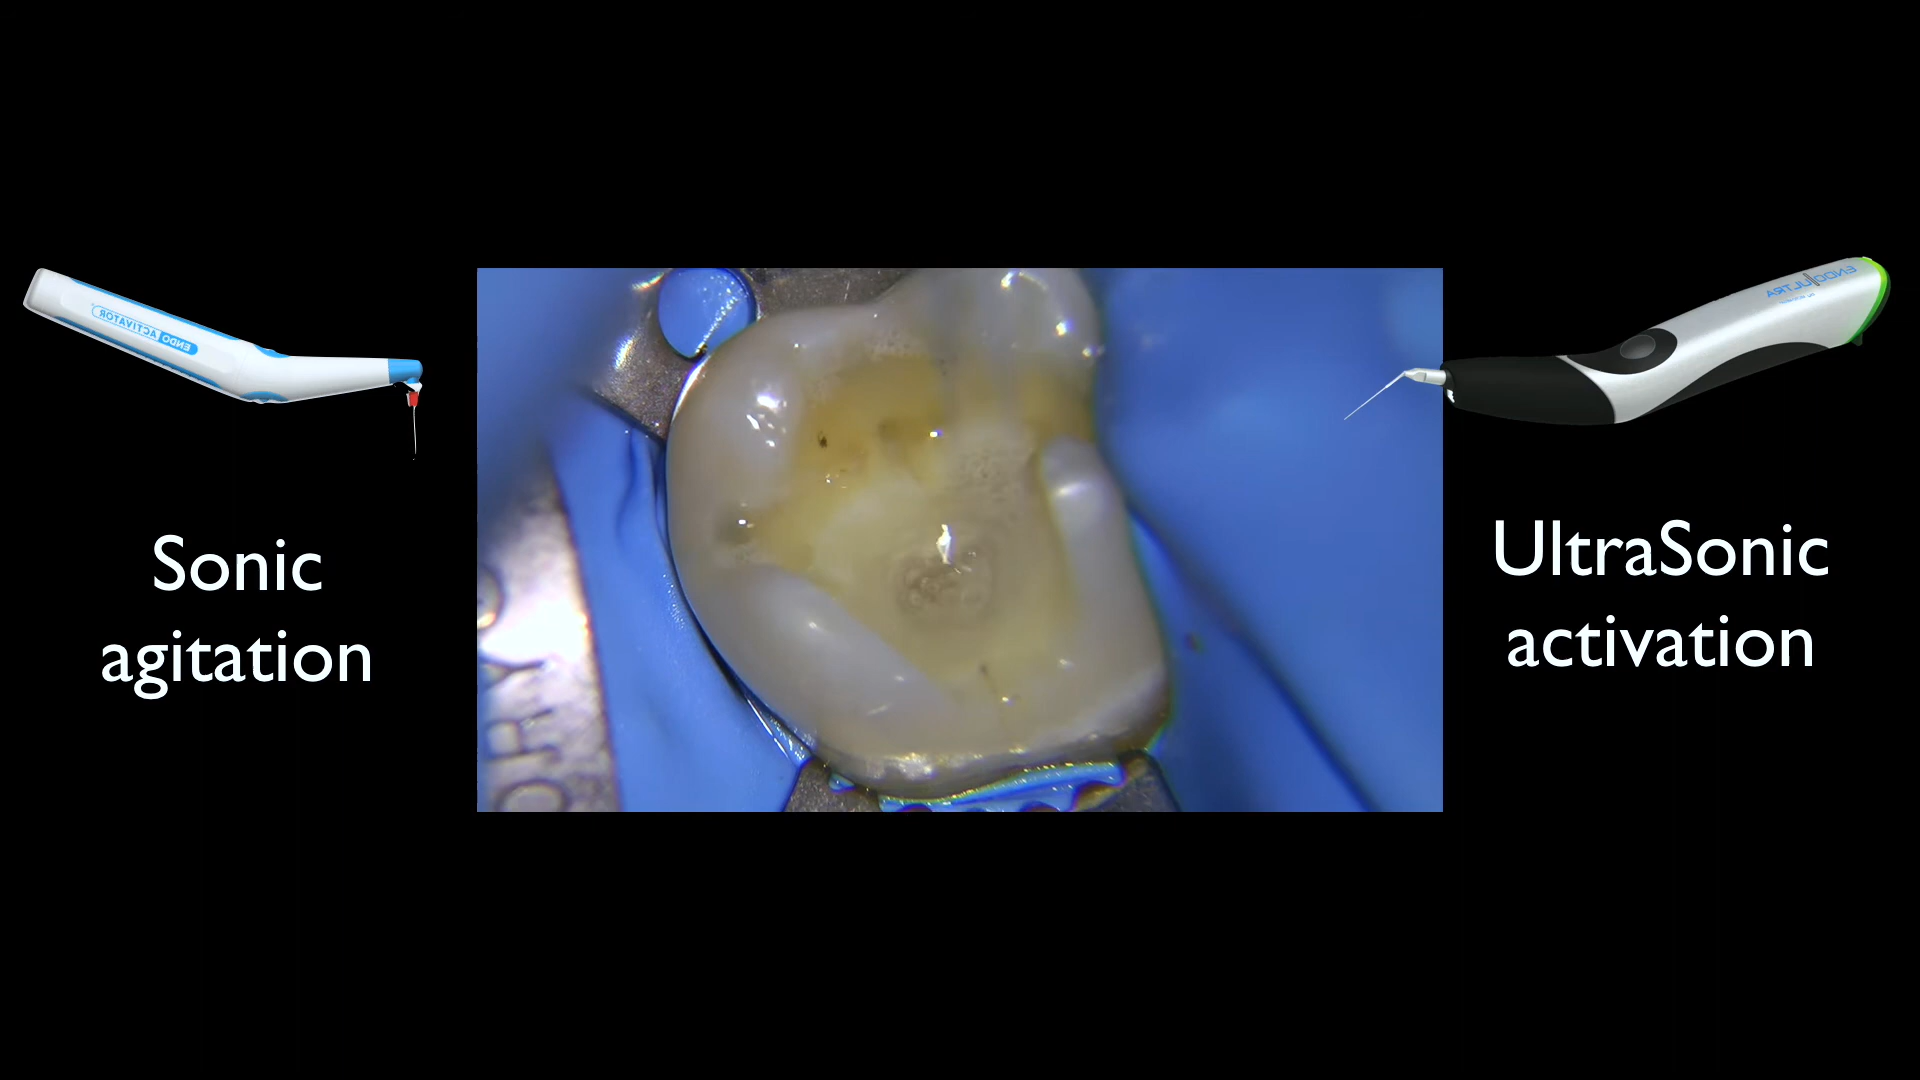 ENDO ACTIVATOR
Sonic
agitation
ENDO ULTRA
UltraSonic
activation